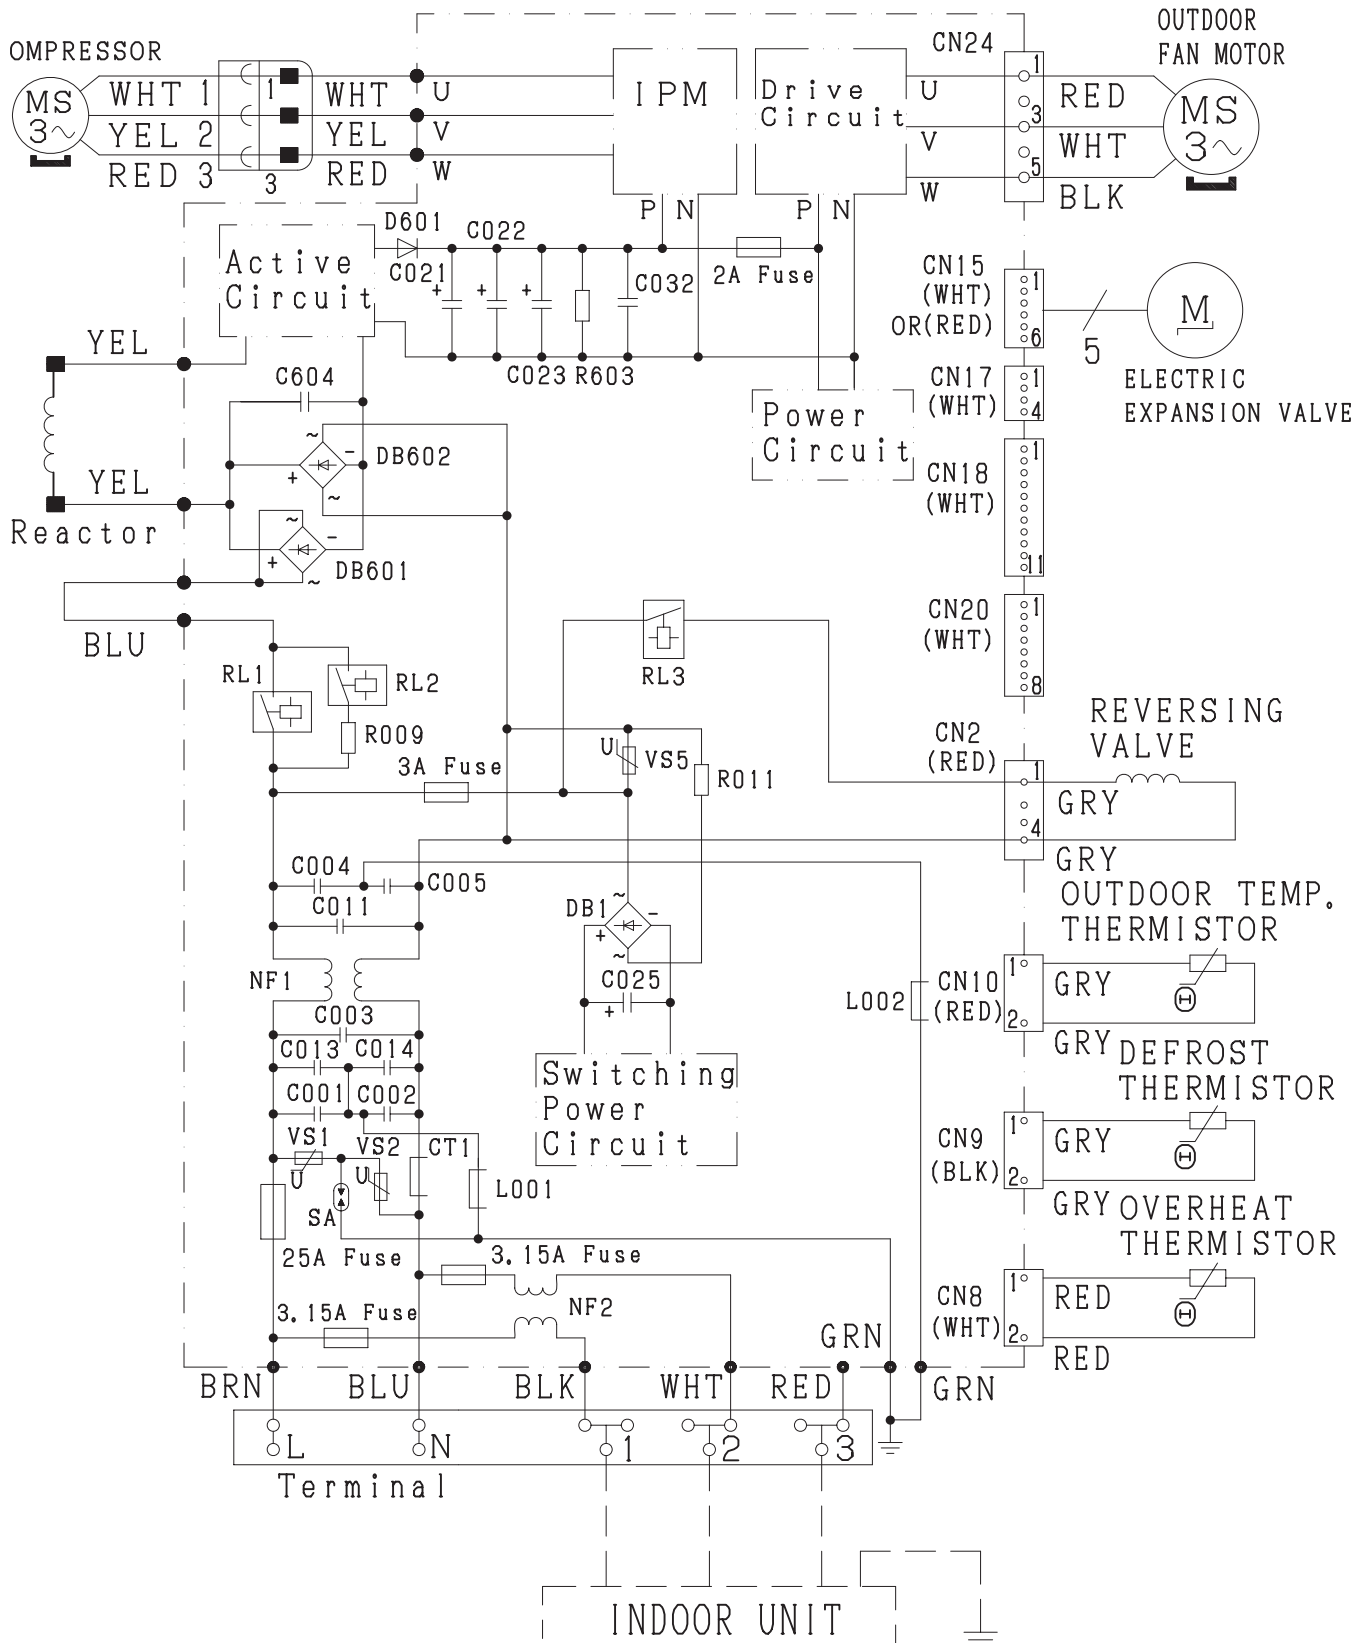 OUTDOOR
FAN MOTOR
CN24
OMPRESSOR
MS
3~
WHT 1
YEL 2
RED 3
1
3
WHT
YEL
RED
U
V
W
IPM
Drive
Circuit
U
V
W
1
3
5
RED
WHT
BLK
MS
3~
P N
P N
D601
C022
C021
+
+
+
C032
2A Fuse
Active
Circuit
C023 R603
CN15
(WHT)
OR(RED)
1
6
5
M
ELECTRIC
EXPANSION VALVE
CN17
(WHT)
1
4
YEL
C604
Power
Circuit
~
-
+
~
DB602
CN18
(WHT)
1
11
YEL
Reactor
~
-
+
~
DB601
CN20
(WHT)
1
8
BLU
RL1
RL2
RL3
R009
3A Fuse
U
VS5
R011
CN2
(RED)
1
4
REVERSING
VALVE
GRY
GRY
C004
C005
C011
DB1
~
-
+
~
OUTDOOR TEMP.
THERMISTOR
NF1
C025
+
L002
CN10
(RED)
1
2
GRY
Θ
GRY
C003
C013 C014
C001 C002
Switching
Power
Circuit
DEFROST
THERMISTOR
VS1
U
VS2
U
CT1
L001
SA
CN9
(BLK)
1
2
GRY
Θ
GRY
OVERHEAT
THERMISTOR
25A Fuse
3.15A Fuse
NF2
3.15A Fuse
CN8
(WHT)
1
2
RED
Θ
RED
GRN
BRN
BLU
BLK
WHT
RED
GRN
L
N
1
2
3
Terminal
INDOOR UNIT